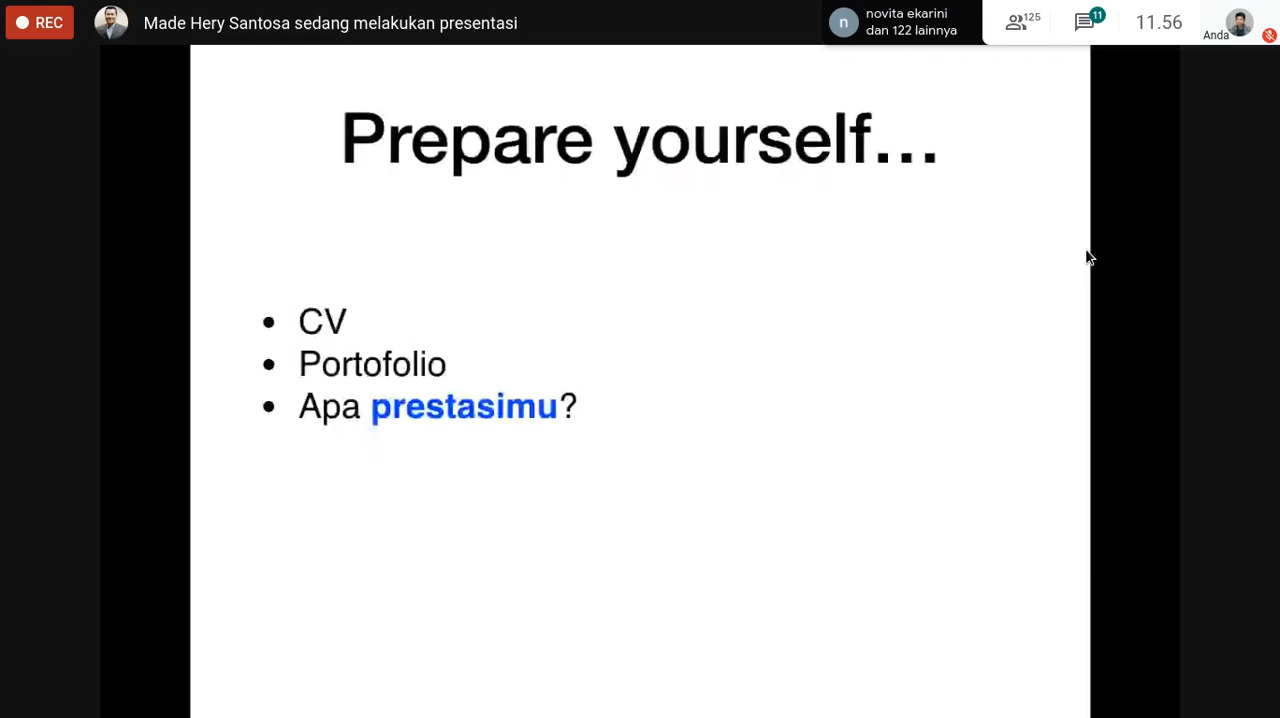 REC
Made Hery Santosa sedang melakukan presentasi
n
novita ekarini
dan 122 lainnya
125
11
11.56
Anda
Prepare yourself...
• CV
• Portofolio
• Apa prestasimu?